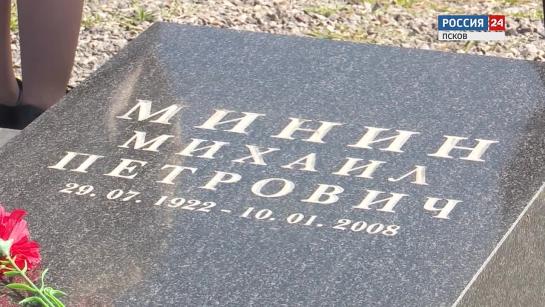 РОССИЯ 24
ПСКОВ
МИНИН
МИХАИЛ
ПЕТРОВИЧ
29. 07. 1922 - 10. 01. 2008